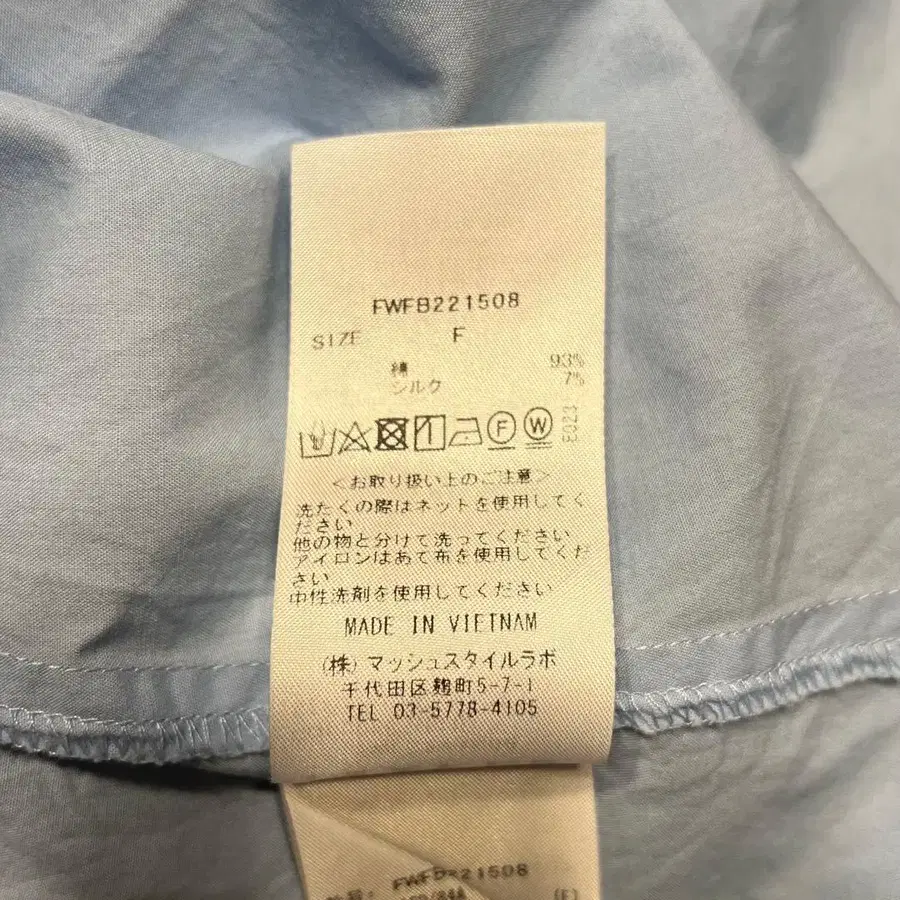 FWFB221508
SIZE F
綿 93%
シルク 7%
F W
E023
＜お取り扱い上のご注意＞
洗たくの際はネットを使用してく
ださい
他の物と分けて洗ってください
アイロンはあて布を使用してくだ
さい
中性洗剤を使用してください
MADE IN VIETNAM
(株)マッシュスタイルラボ
千代田区麹町5-7-1
TEL 03-5778-4105
21508
(F)